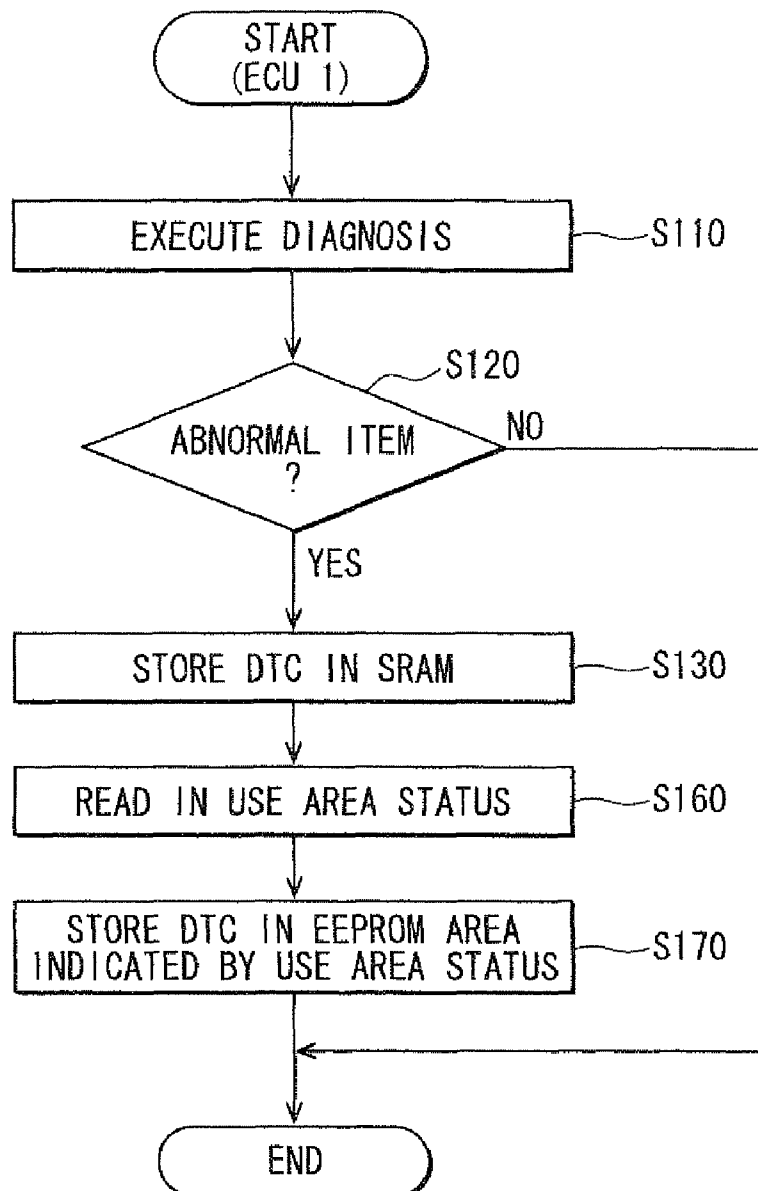 START
(ECU 1)
EXECUTE DIAGNOSIS
S110
S120
ABNORMAL ITEM
?
NO
YES
STORE DTC IN SRAM
S130
READ IN USE AREA STATUS
S160
STORE DTC IN EEPROM AREA
INDICATED BY USE AREA STATUS
S170
END